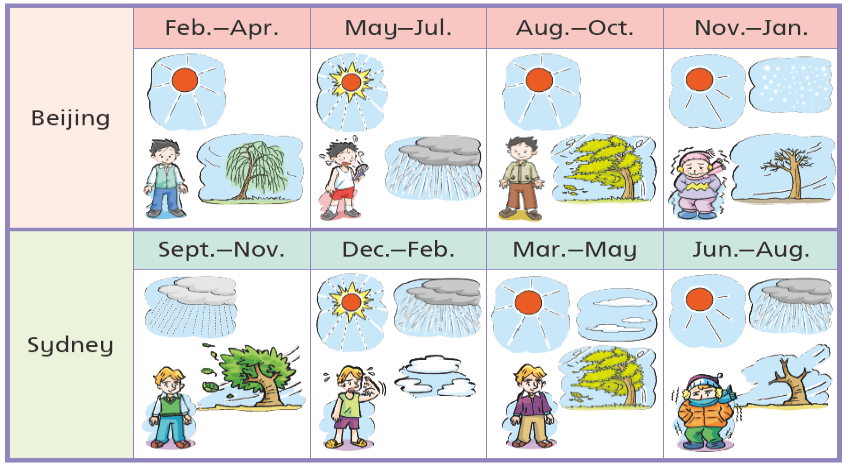 Feb.–Apr.
May–Jul.
Aug.–Oct.
Nov.–Jan.
Beijing
Sept.–Nov.
Dec.–Feb.
Mar.–May
Jun.–Aug.
Sydney